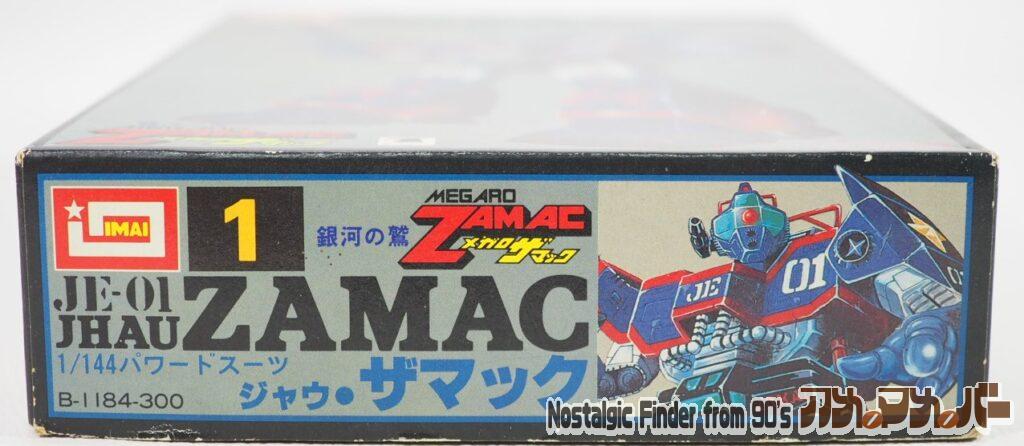 IMAI
1
銀河の鷲
MEGARO
ZAMAC
メガロザマック
JE-01
JHAU
ZAMAC
1/144パワードスーツ
ジャウ・ザマック
B-1184-300
JE
01
Nostalgic Finder from 90's